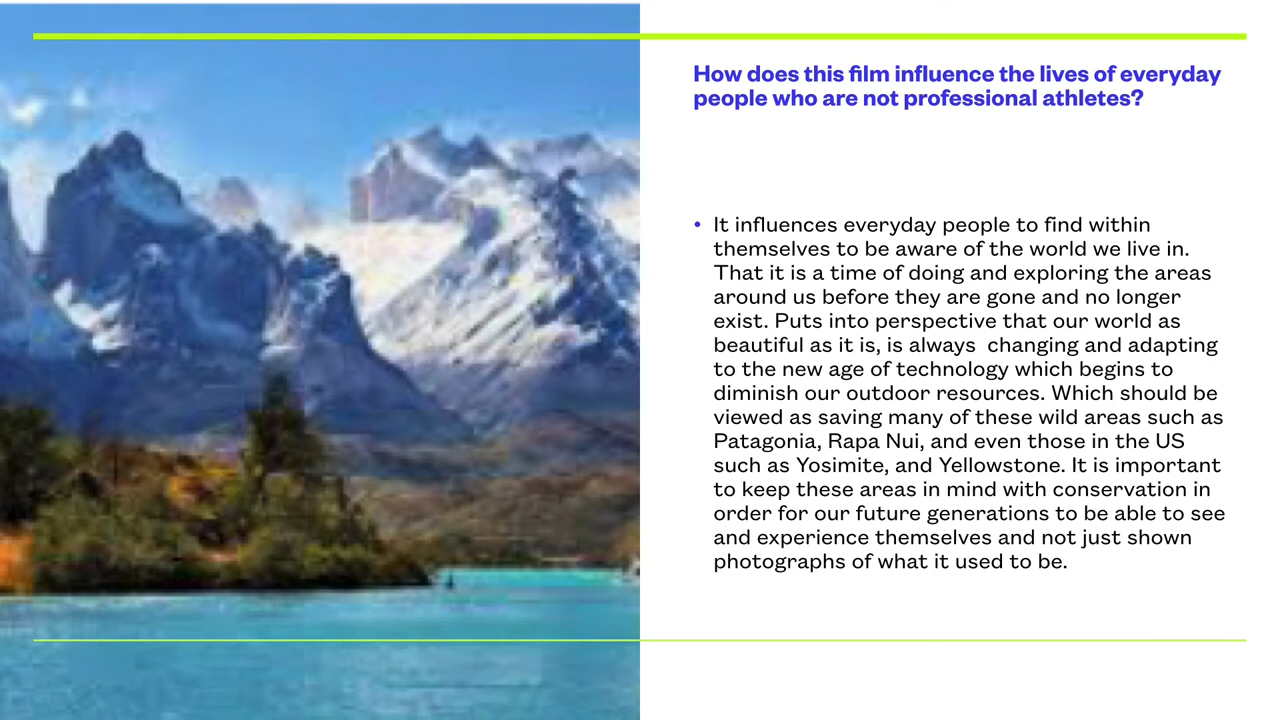 How does this film influence the lives of everyday
people who are not professional athletes?
• It influences everyday people to find within
themselves to be aware of the world we live in.
That it is a time of doing and exploring the areas
around us before they are gone and no longer
exist. Puts into perspective that our world as
beautiful as it is, is always  changing and adapting
to the new age of technology which begins to
diminish our outdoor resources. Which should be
viewed as saving many of these wild areas such as
Patagonia, Rapa Nui, and even those in the US
such as Yosimite, and Yellowstone. It is important
to keep these areas in mind with conservation in
order for our future generations to be able to see
and experience themselves and not just shown
photographs of what it used to be.